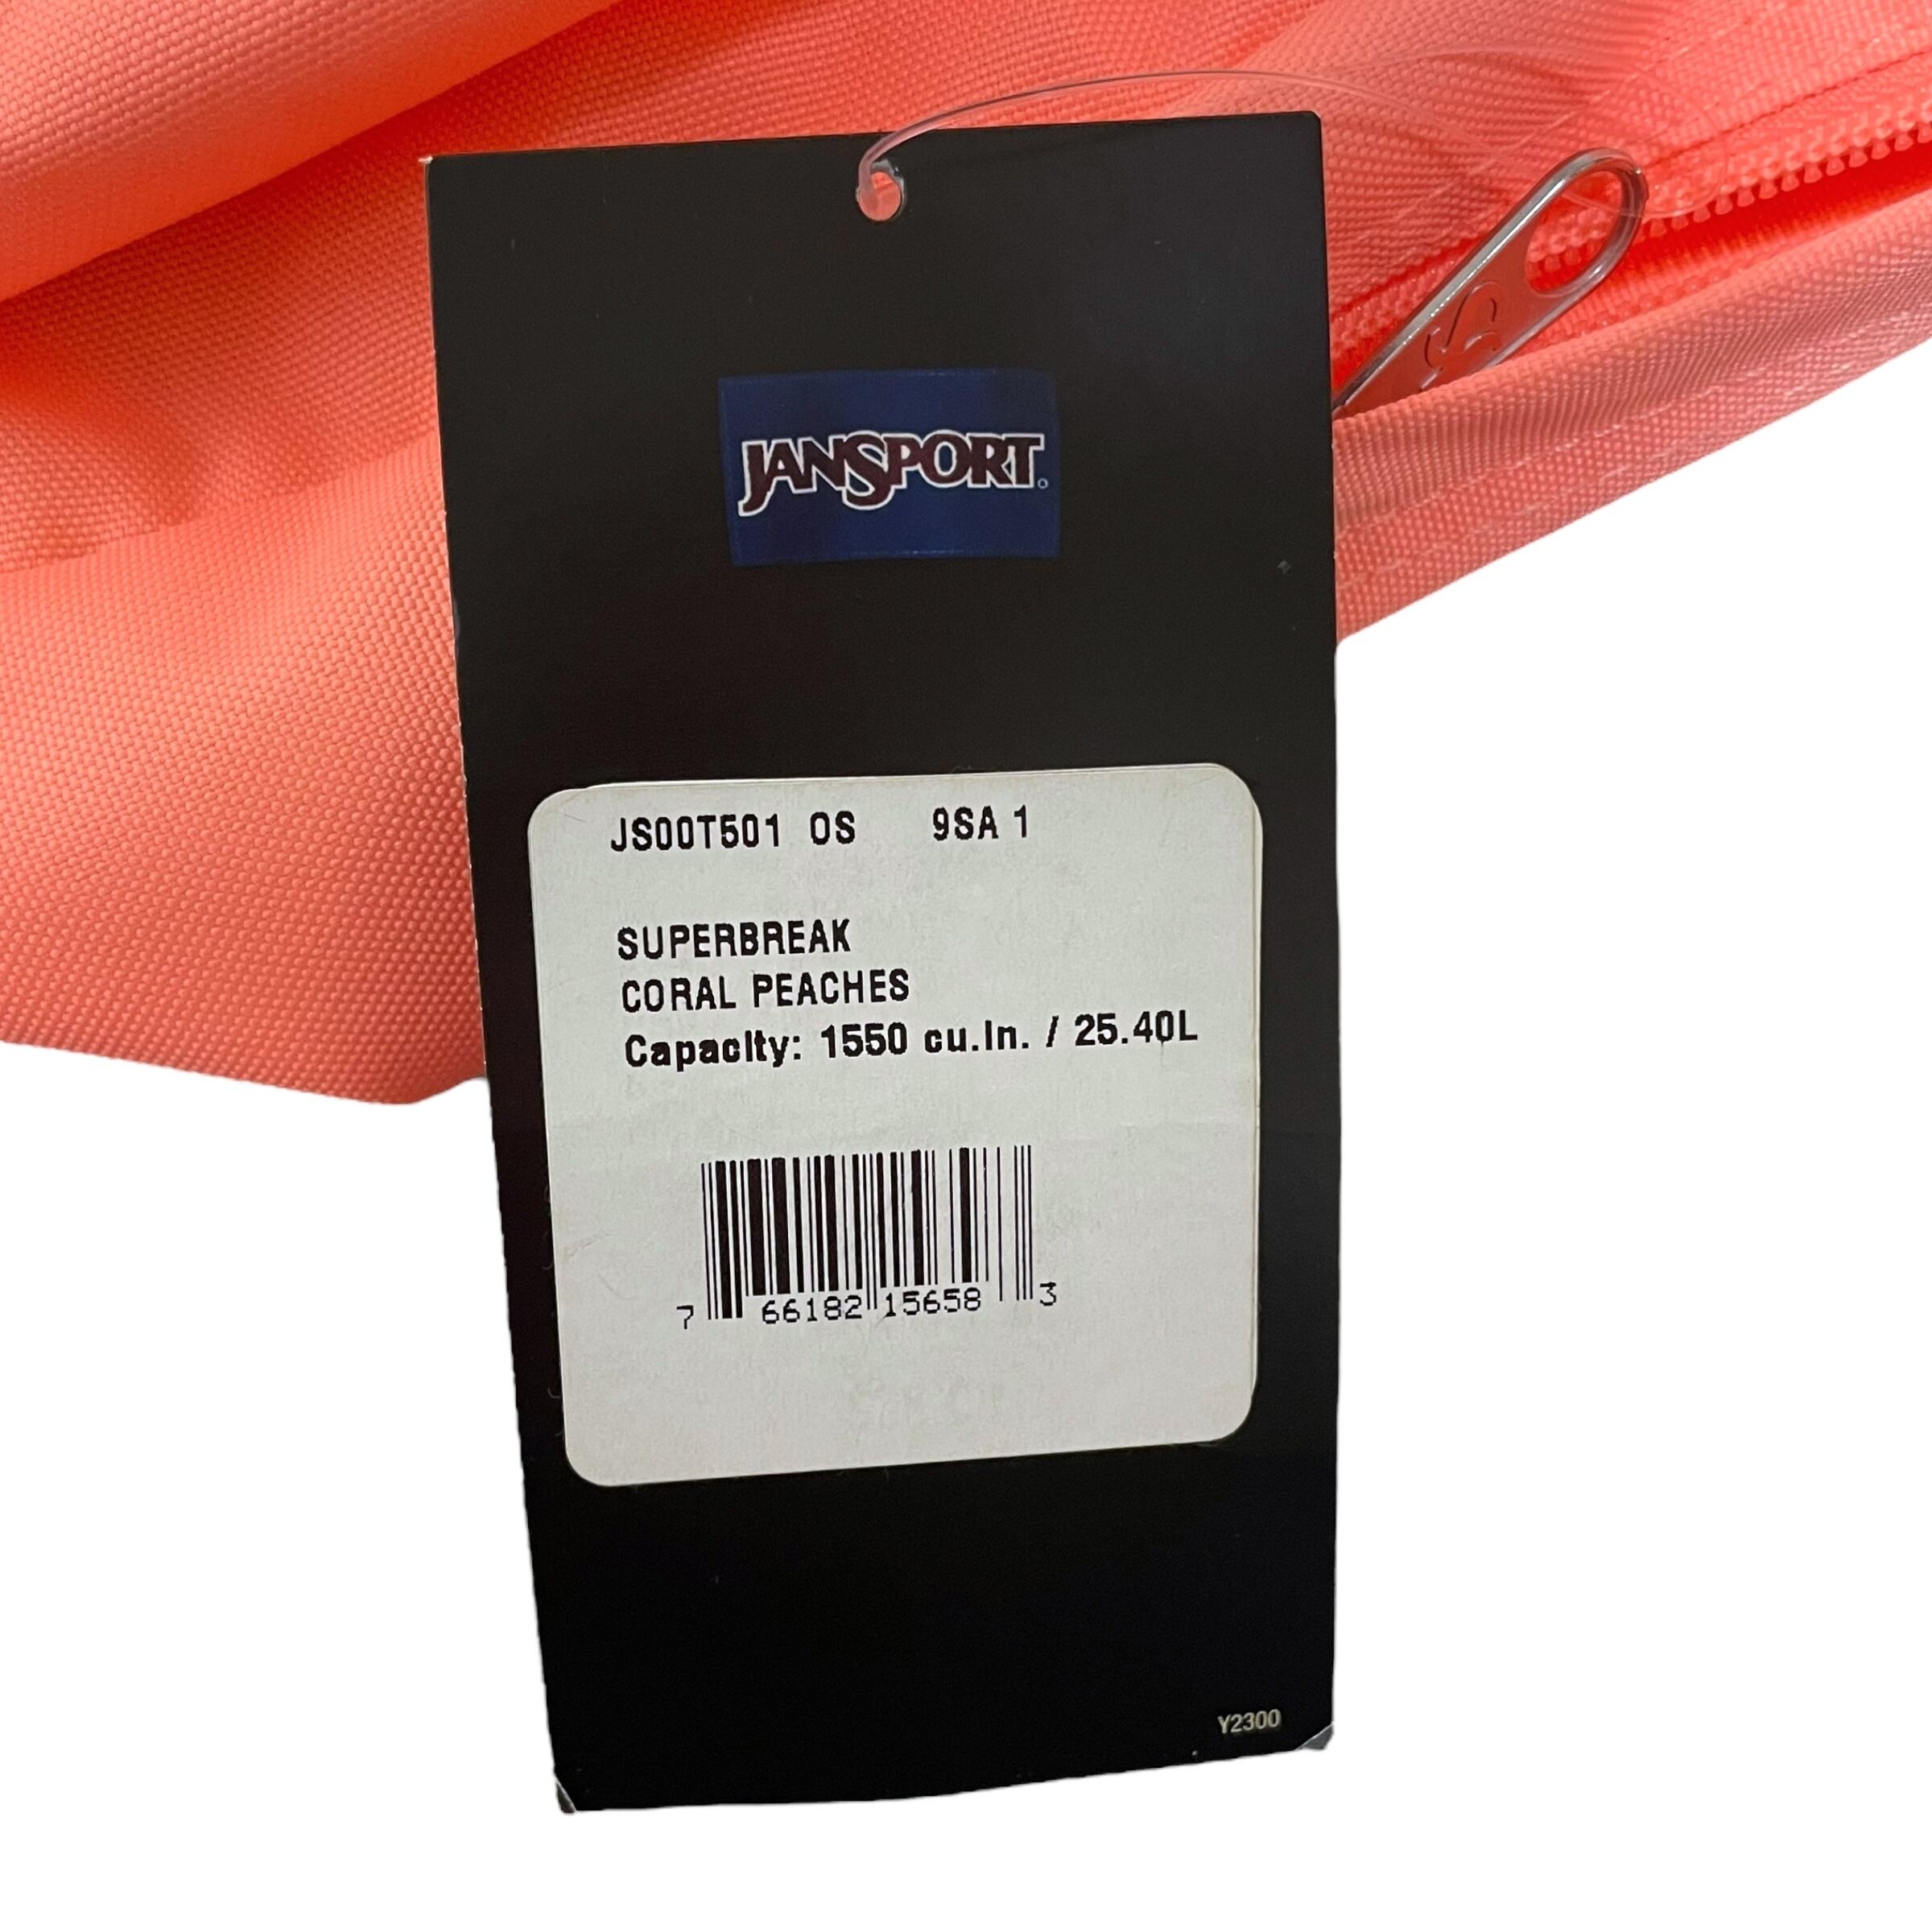 JANSPORT
JS00T501 OS 9SA 1
SUPERBREAK
CORAL PEACHES
Capacity: 1550 cu.in. / 25.40L
7 66182 15658 3
Y2300